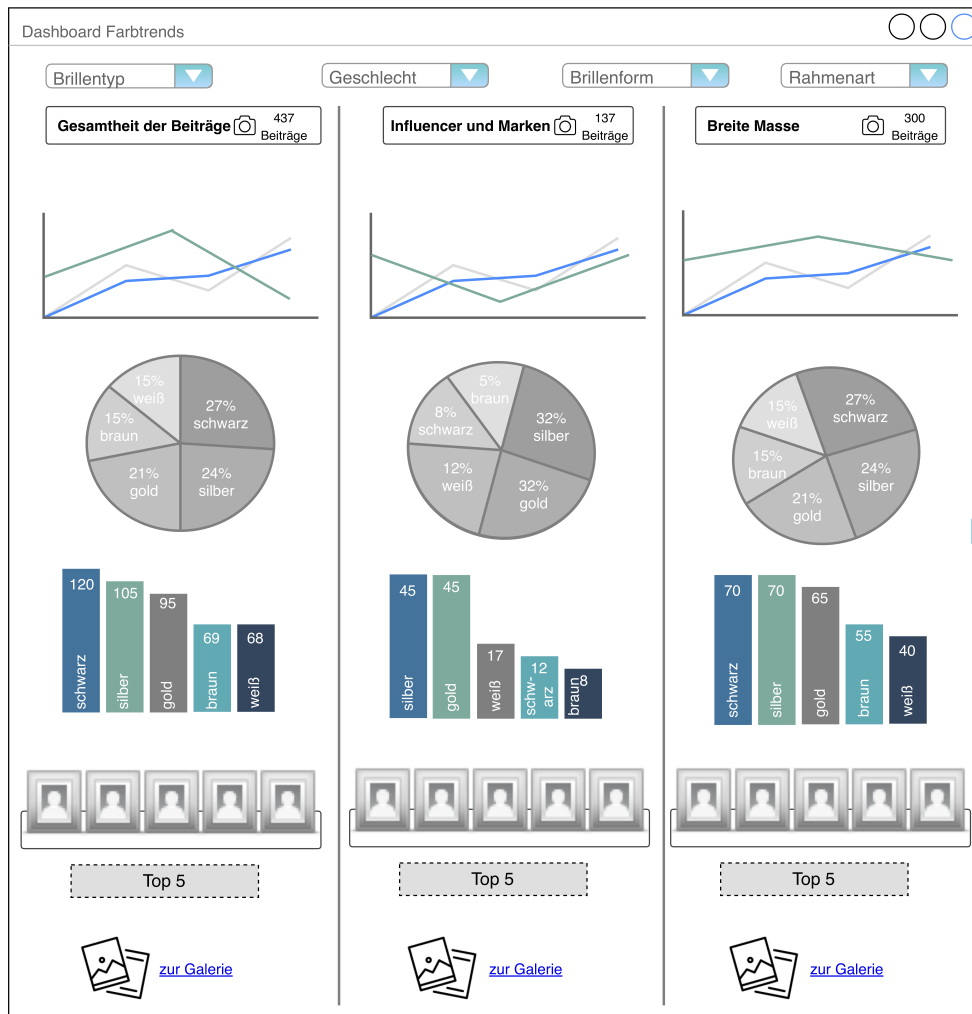 Dashboard Farbtrends
Brillentyp
Geschlecht
Brillenform
Rahmenart
Gesamtheit der Beiträge
437
Beiträge
Influencer und Marken
137
Beiträge
Breite Masse
300
Beiträge
15%
weiß
27%
schwarz
15%
braun
21%
gold
24%
silber
5%
braun
32%
silber
8%
schwarz
12%
weiß
32%
gold
15%
weiß
27%
schwarz
15%
braun
24%
silber
21%
gold
120
schwarz
105
silber
95
gold
69
braun
68
weiß
45
silber
45
gold
17
weiß
12
schw-
arz
8
braun
70
schwarz
70
silber
65
gold
55
braun
40
weiß
Top 5
Top 5
Top 5
zur Galerie
zur Galerie
zur Galerie